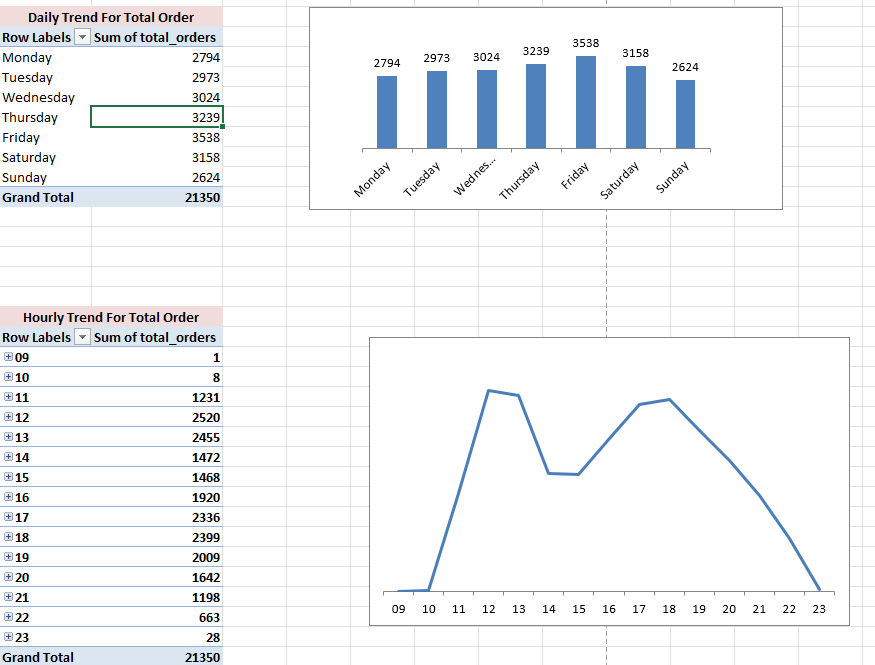 Daily Trend For Total Order
Row Labels Sum of total_orders
Monday 2794
Tuesday 2973
Wednesday 3024
Thursday 3239
Friday 3538
Saturday 3158
Sunday 2624
Grand Total 21350
2794 2973 3024 3239 3538 3158 2624
Monday Tuesday Wednes... Thursday Friday Saturday Sunday
Hourly Trend For Total Order
Row Labels Sum of total_orders
09 1
10 8
11 1231
12 2520
13 2455
14 1472
15 1468
16 1920
17 2336
18 2399
19 2009
20 1642
21 1198
22 663
23 28
Grand Total 21350
09 10 11 12 13 14 15 16 17 18 19 20 21 22 23